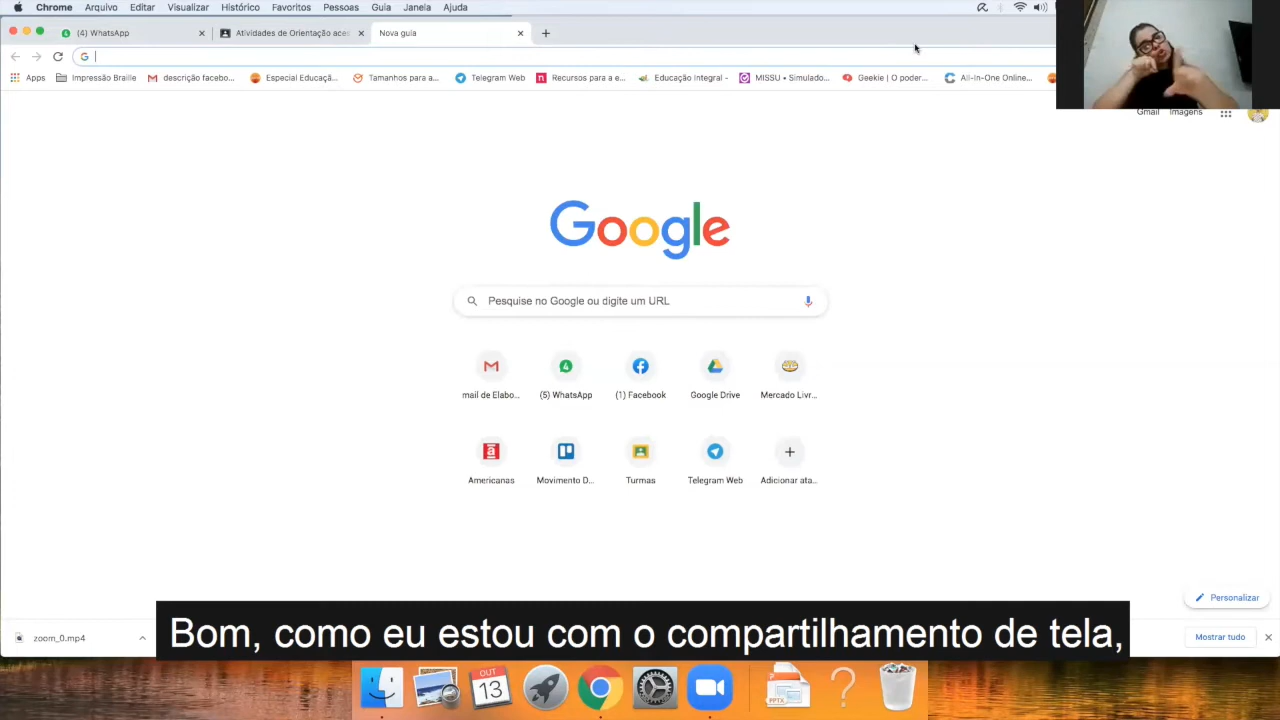 Chrome Arquivo Editar Visualizar Histórico Favoritos Pessoas Guia Janela Ajuda
(4) WhatsApp
Atividades de Orientação aces
Nova guia
Apps
Impressão Braille
descrição facebo...
Especial Educaçã...
Tamanhos para a...
Telegram Web
Recursos para a e...
Educação Integral -
MISSU • Simulado...
Geekie | O poder...
All-In-One Online...
Gmail Imagens
Google
Pesquise no Google ou digite um URL
mail de Elabo...
(5) WhatsApp
(1) Facebook
Google Drive
Mercado Livr...
Americanas
Movimento D...
Turmas
Telegram Web
Adicionar ata...
Personalizar
zoom_0.mp4
Mostrar tudo
Bom, como eu estou com o compartilhamento de tela,
OUT
13
PPTX